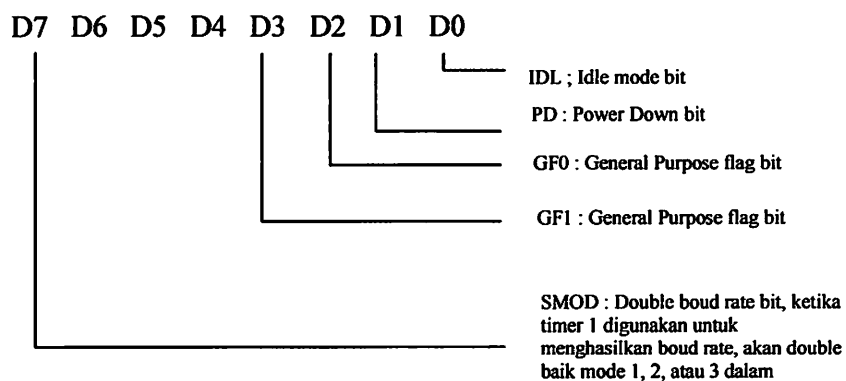 D7 D6 D5 D4 D3 D2 D1 D0
IDL ; Idle mode bit
PD : Power Down bit
GF0 : General Purpose flag bit
GF1 : General Purpose flag bit
SMOD : Double boud rate bit, ketika
timer 1 digunakan untuk
menghasilkan boud rate, akan double
baik mode 1, 2, atau 3 dalam